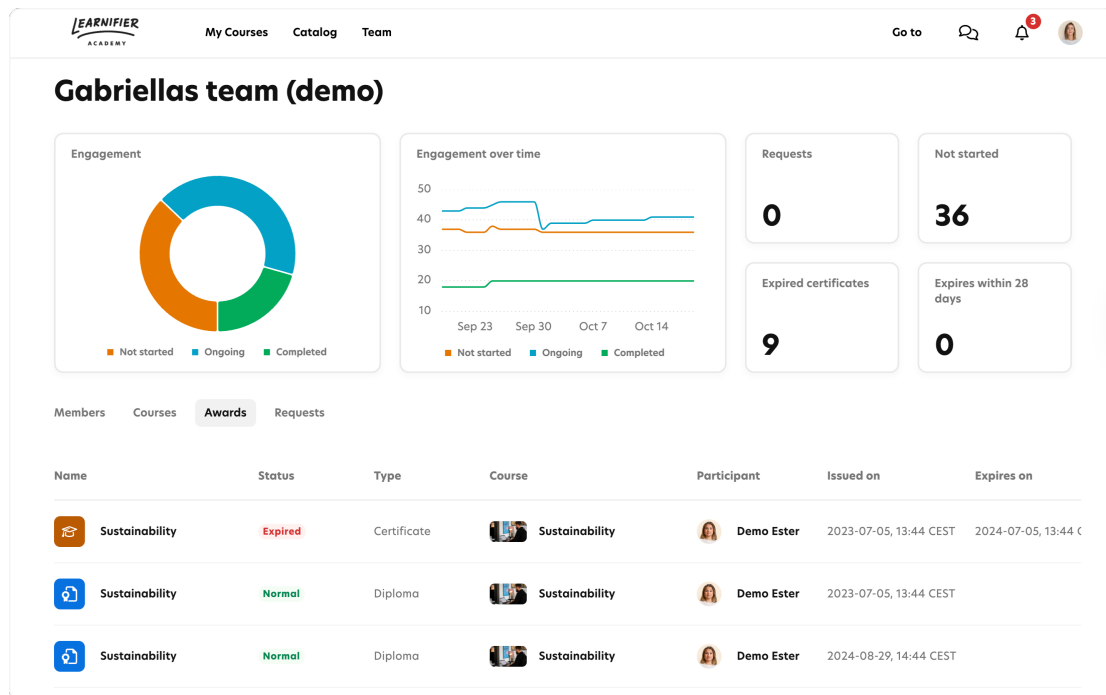 LEARNIFIER
ACADEMY
My Courses Catalog Team Go to 3
Gabriellas team (demo)
Engagement
Not started Ongoing Completed
Engagement over time
50
40
30
20
10
Sep 23 Sep 30 Oct 7 Oct 14
Not started Ongoing Completed
Requests
0
Not started
36
Expired certificates
9
Expires within 28
days
0
Members Courses Awards Requests
Name Status Type Course Participant Issued on Expires on
Sustainability Expired Certificate Sustainability Demo Ester 2023-07-05, 13:44 CEST 2024-07-05, 13:44
Sustainability Normal Diploma Sustainability Demo Ester 2023-07-05, 13:44 CEST
Sustainability Normal Diploma Sustainability Demo Ester 2024-08-29, 14:44 CEST